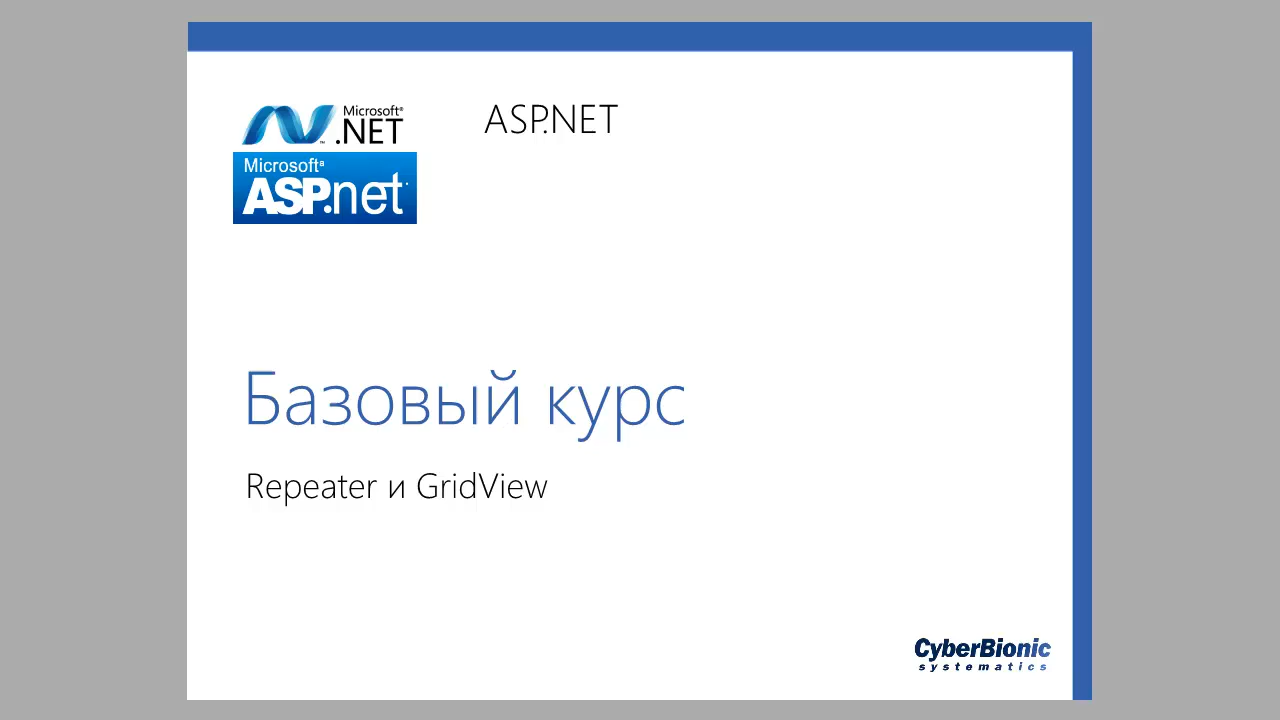 Microsoft®
.NET
ASP.NET
Microsoft®
ASP.net
Базовый курс
Repeater и GridView
CyberBionic
systematics